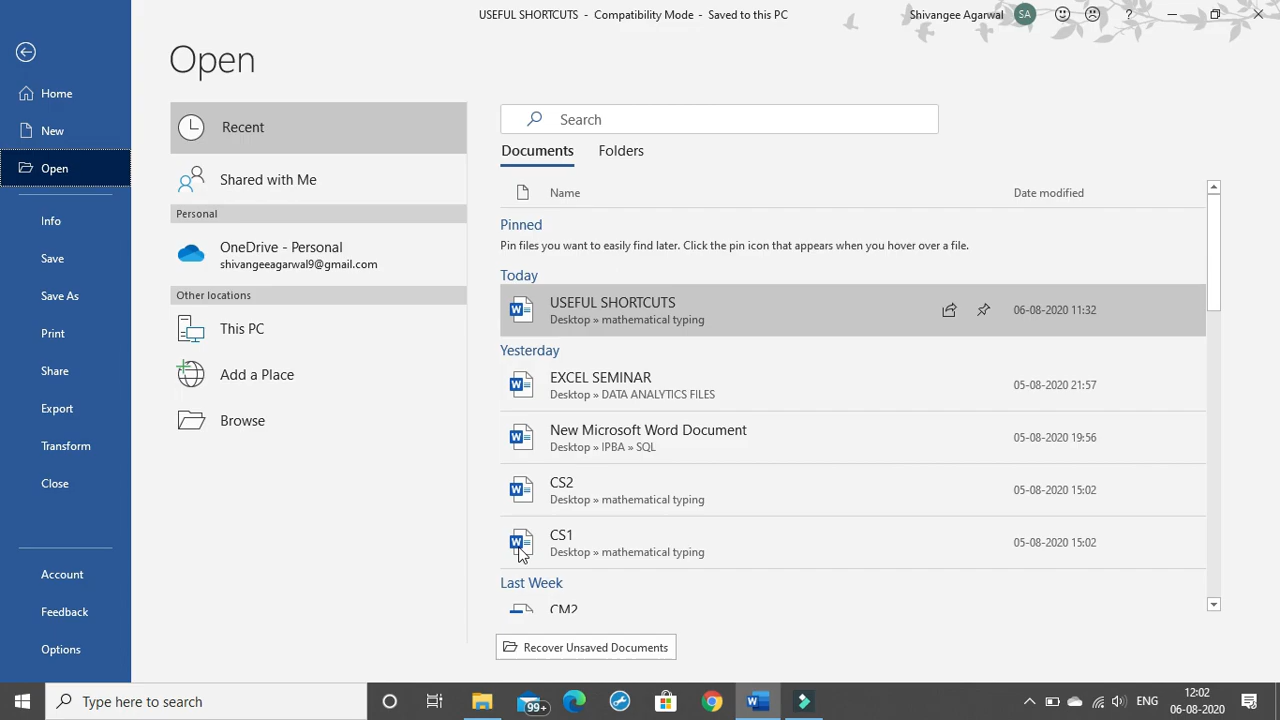 USEFUL SHORTCUTS - Compatibility Mode - Saved to this PC
Shivangee Agarwal SA ?
Open
Home
New
Open
Info
Save
Save As
Print
Share
Export
Transform
Close
Account
Feedback
Options
Recent
Shared with Me
Personal
OneDrive - Personal
shivangeeagarwal9@gmail.com
Other locations
This PC
Add a Place
Browse
Search
Documents Folders
Name Date modified
Pinned
Pin files you want to easily find later. Click the pin icon that appears when you hover over a file.
Today
USEFUL SHORTCUTS
Desktop » mathematical typing
06-08-2020 11:32
Yesterday
EXCEL SEMINAR
Desktop » DATA ANALYTICS FILES
05-08-2020 21:57
New Microsoft Word Document
Desktop » IPBA » SQL
05-08-2020 19:56
CS2
Desktop » mathematical typing
05-08-2020 15:02
CS1
Desktop » mathematical typing
05-08-2020 15:02
Last Week
CM2
Recover Unsaved Documents
Type here to search
99+
ENG
12:02
06-08-2020